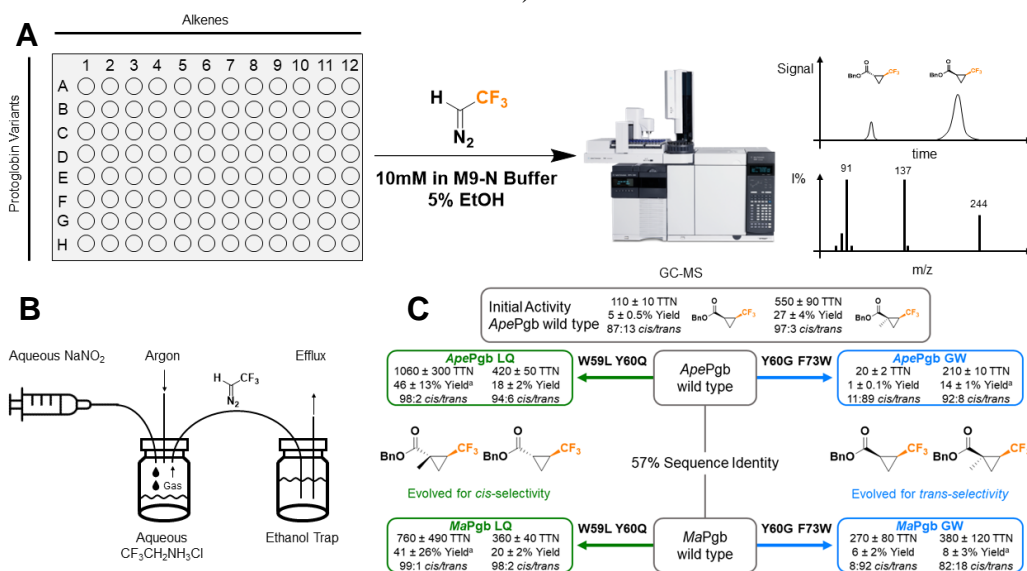 A
Alkenes
Protoglobin Variants
1 2 3 4 5 6 7 8 9 10 11 12
A
B
C
D
E
F
G
H
H
CF3
N2
10mM in M9-N Buffer
5% EtOH
GC-MS
Signal
O
BnO
CF3
O
BnO
CF3
time
I%
91
137
244
m/z
B
Aqueous NaNO2
Argon
Efflux
H
CF3
N2
Gas
Aqueous
CF3CH2NH3Cl
Ethanol Trap
C
Initial Activity
ApePgb wild type
110 ± 10 TTN
5 ± 0.5% Yield
87:13 cis/trans
O
BnO
CF3
550 ± 90 TTN
27 ± 4% Yield
97:3 cis/trans
O
BnO
CF3
ApePgb LQ
1060 ± 300 TTN 420 ± 50 TTN
46 ± 13% Yieldᵃ 18 ± 2% Yield
98:2 cis/trans 94:6 cis/trans
W59L Y60Q
ApePgb
wild type
Y60G F73W
ApePgb GW
20 ± 2 TTN 210 ± 10 TTN
1 ± 0.1% Yield 14 ± 1% Yieldᵃ
11:89 cis/trans 92:8 cis/trans
O
BnO
CF3
O
BnO
CF3
Evolved for cis-selectivity
57% Sequence Identity
O
BnO
CF3
O
BnO
CF3
Evolved for trans-selectivity
MaPgb LQ
760 ± 490 TTN 360 ± 40 TTN
41 ± 26% Yieldᵃ 20 ± 2% Yield
99:1 cis/trans 98:2 cis/trans
W59L Y60Q
MaPgb
wild type
Y60G F73W
MaPgb GW
270 ± 80 TTN 380 ± 120 TTN
6 ± 2% Yield 8 ± 3% Yieldᵃ
8:92 cis/trans 82:18 cis/trans